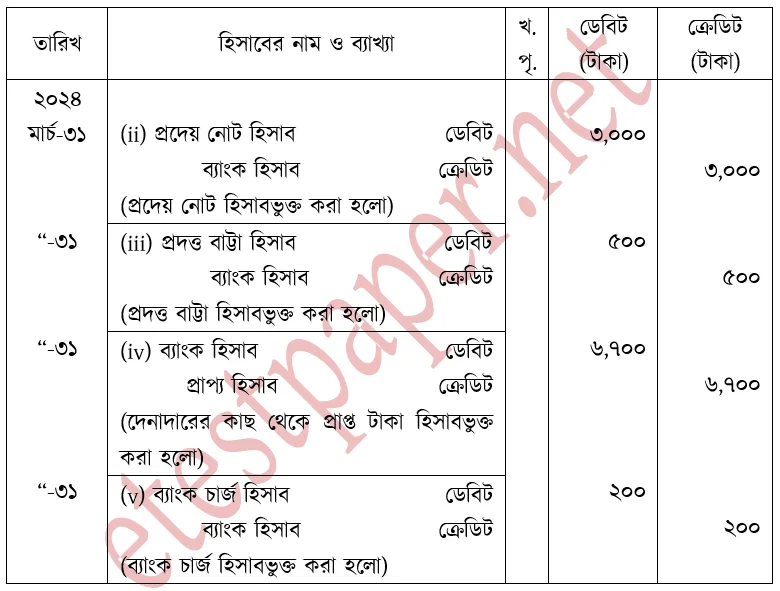 তারিখ হিসাবের নাম ও ব্যাখ্যা খ. পৃ. ডেবিট (টাকা) ক্রেডিট (টাকা)
২০২৪
মার্চ-৩১ (ii) প্রদেয় নোট হিসাব ডেবিট ৩,০০০
ব্যাংক হিসাব ক্রেডিট ৩,০০০
(প্রদেয় নোট হিসাবভুক্ত করা হলো)
“-৩১ (iii) প্রদত্ত বাট্টা হিসাব ডেবিট ৫০০
ব্যাংক হিসাব ক্রেডিট ৫০০
(প্রদত্ত বাট্টা হিসাবভুক্ত করা হলো)
“-৩১ (iv) ব্যাংক হিসাব ডেবিট ৬,৭০০
প্রাপ্য হিসাব ক্রেডিট ৬,৭০০
(দেনাদারের কাছ থেকে প্রাপ্ত টাকা হিসাবভুক্ত
করা হলো)
“-৩১ (v) ব্যাংক চার্জ হিসাব ডেবিট ২০০
ব্যাংক হিসাব ক্রেডিট ২০০
(ব্যাংক চার্জ হিসাবভুক্ত করা হলো)
etestpaper.net